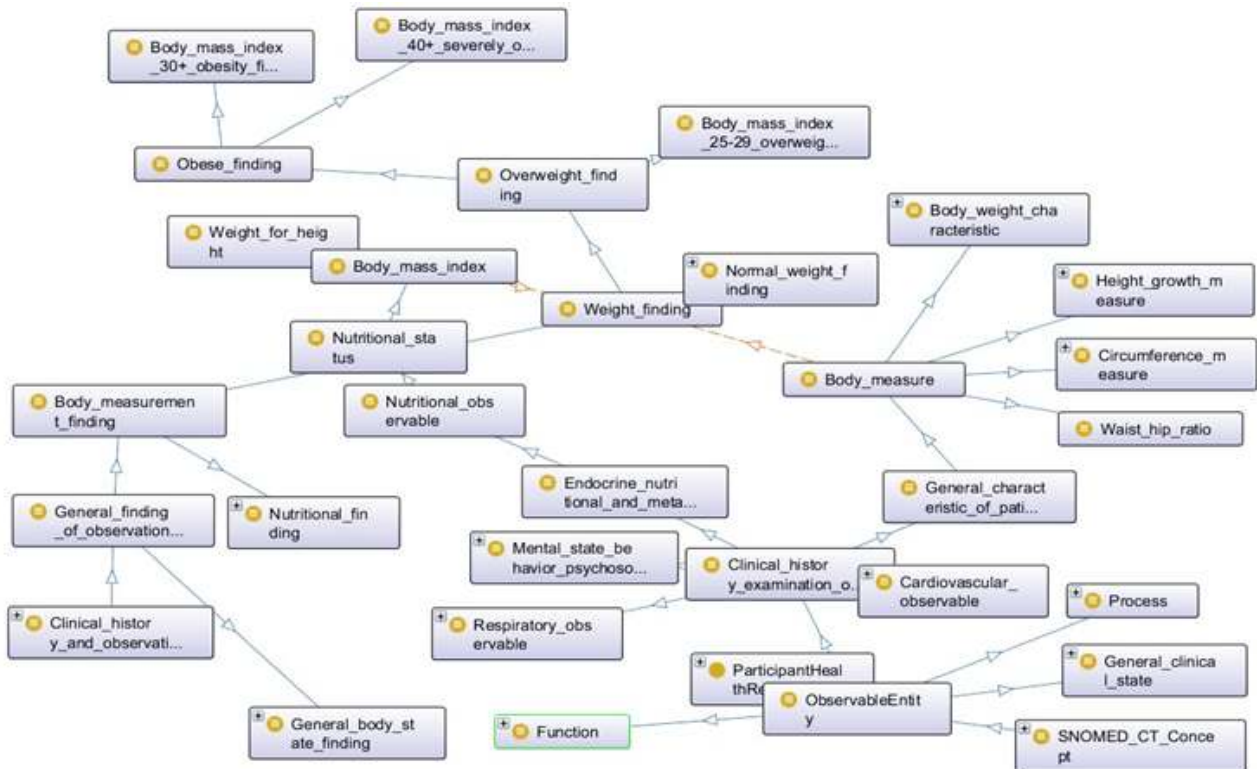 Body_mass_index
_40+_severely_o...
Body_mass_index
_30+_obesity_fi...
Body_mass_index
_25-29_overweig...
Obese_finding
Overweight_find
ing
Body_weight_cha
racteristic
Weight_for_heig
ht
Body_mass_index
Normal_weight_f
inding
Height_growth_m
easure
Weight_finding
Nutritional_sta
tus
Circumference_m
easure
Body_measure
Body_measuremen
t_finding
Nutritional_obs
ervable
Waist_hip_ratio
Endocrine_nutri
tional_and_meta...
General_charact
eristic_of_pati...
General_finding
_of_observation...
Nutritional_fin
ding
Mental_state_be
havior_psychoso...
Clinical_histor
y_examination_o...
Cardiovascular_
observable
Process
Clinical_histor
y_and_observati...
Respiratory_obs
ervable
General_clinica
l_state
ParticipantHeal
thRe
ObservableEntit
y
General_body_st
ate_finding
Function
SNOMED_CT_Conce
pt